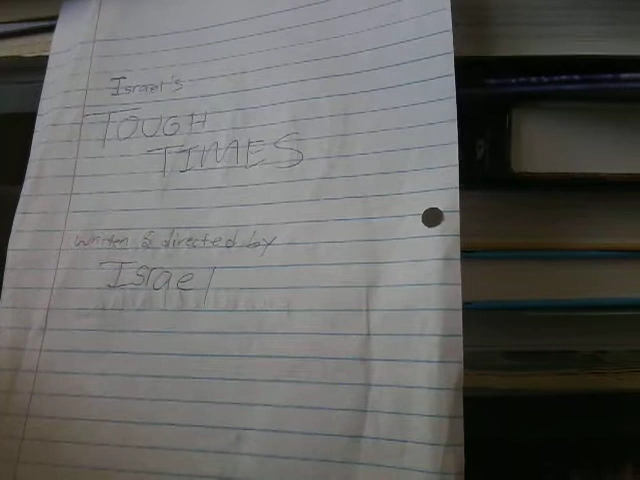 Israel's
TOUGH
TIMES
Written & directed by
Israel